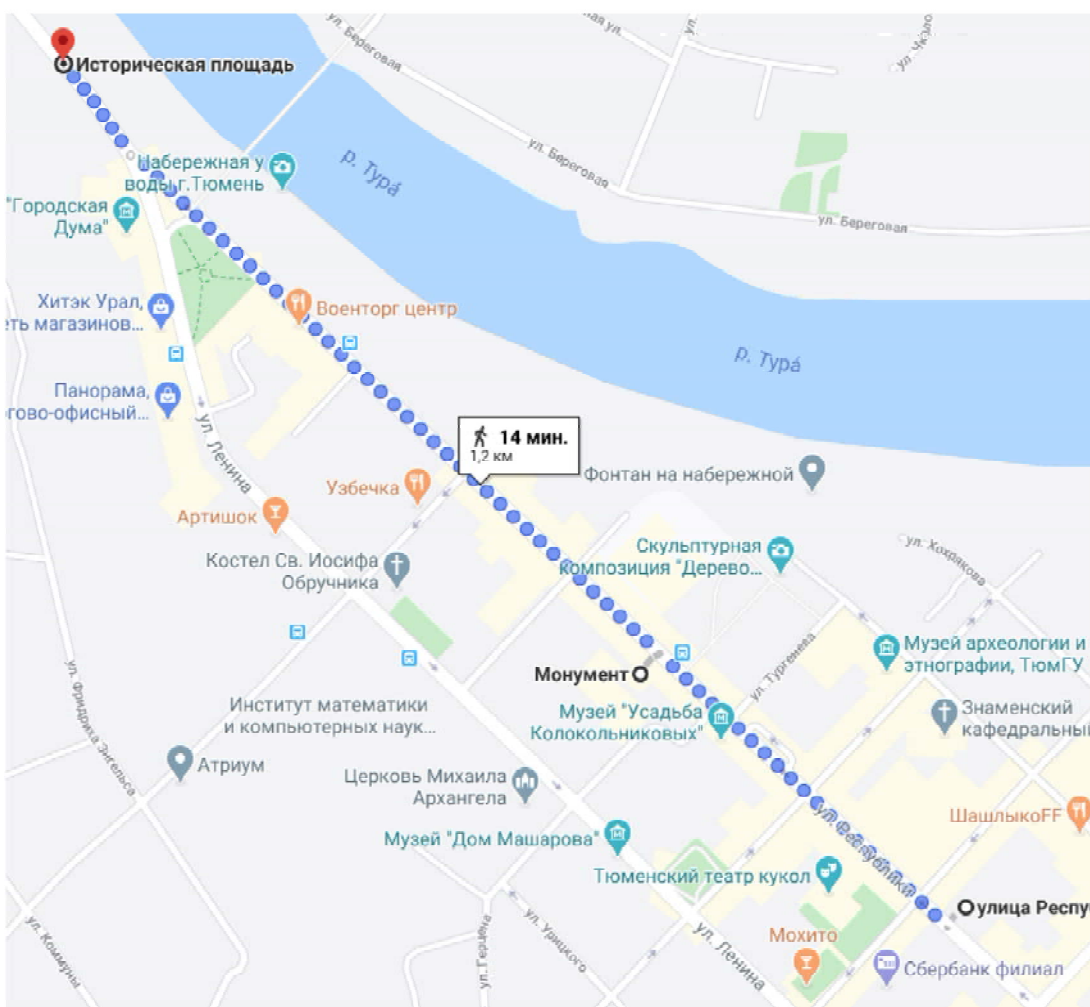 ул. Береговая
ул.
ул. Чкало
Историческая площадь
ул. Береговая
Набережная у
воды г.Тюмень
р. Тура́
"Городская
Дума"
ул. Береговая
Хитэк Урал,
еть магазинов...
Военторг центр
р. Тура́
Панорама,
гово-офисный...
ул. Ленина
14 мин.
1,2 км
Узбечка
Фонтан на набережной
Артишок
Костел Св. Иосифа
Обручника
Скульптурная
композиция "Дерево...
ул. Хохрякова
ул. Тургенева
Музей археологии и
этнографии, ТюмГУ
Монумент
Институт математики
и компьютерных наук...
Музей "Усадьба
Колокольниковых"
Знаменский
кафедральный
ул. Фридриха Энгельса
Атриум
Церковь Михаила
Архангела
ШашлыкоFF
Музей "Дом Машарова"
ул. Республики
Тюменский театр кукол
улица Респу
ул. Коммуны
ул. Герцена
ул. Урицкого
ул. Ленина
Мохито
Сбербанк филиал